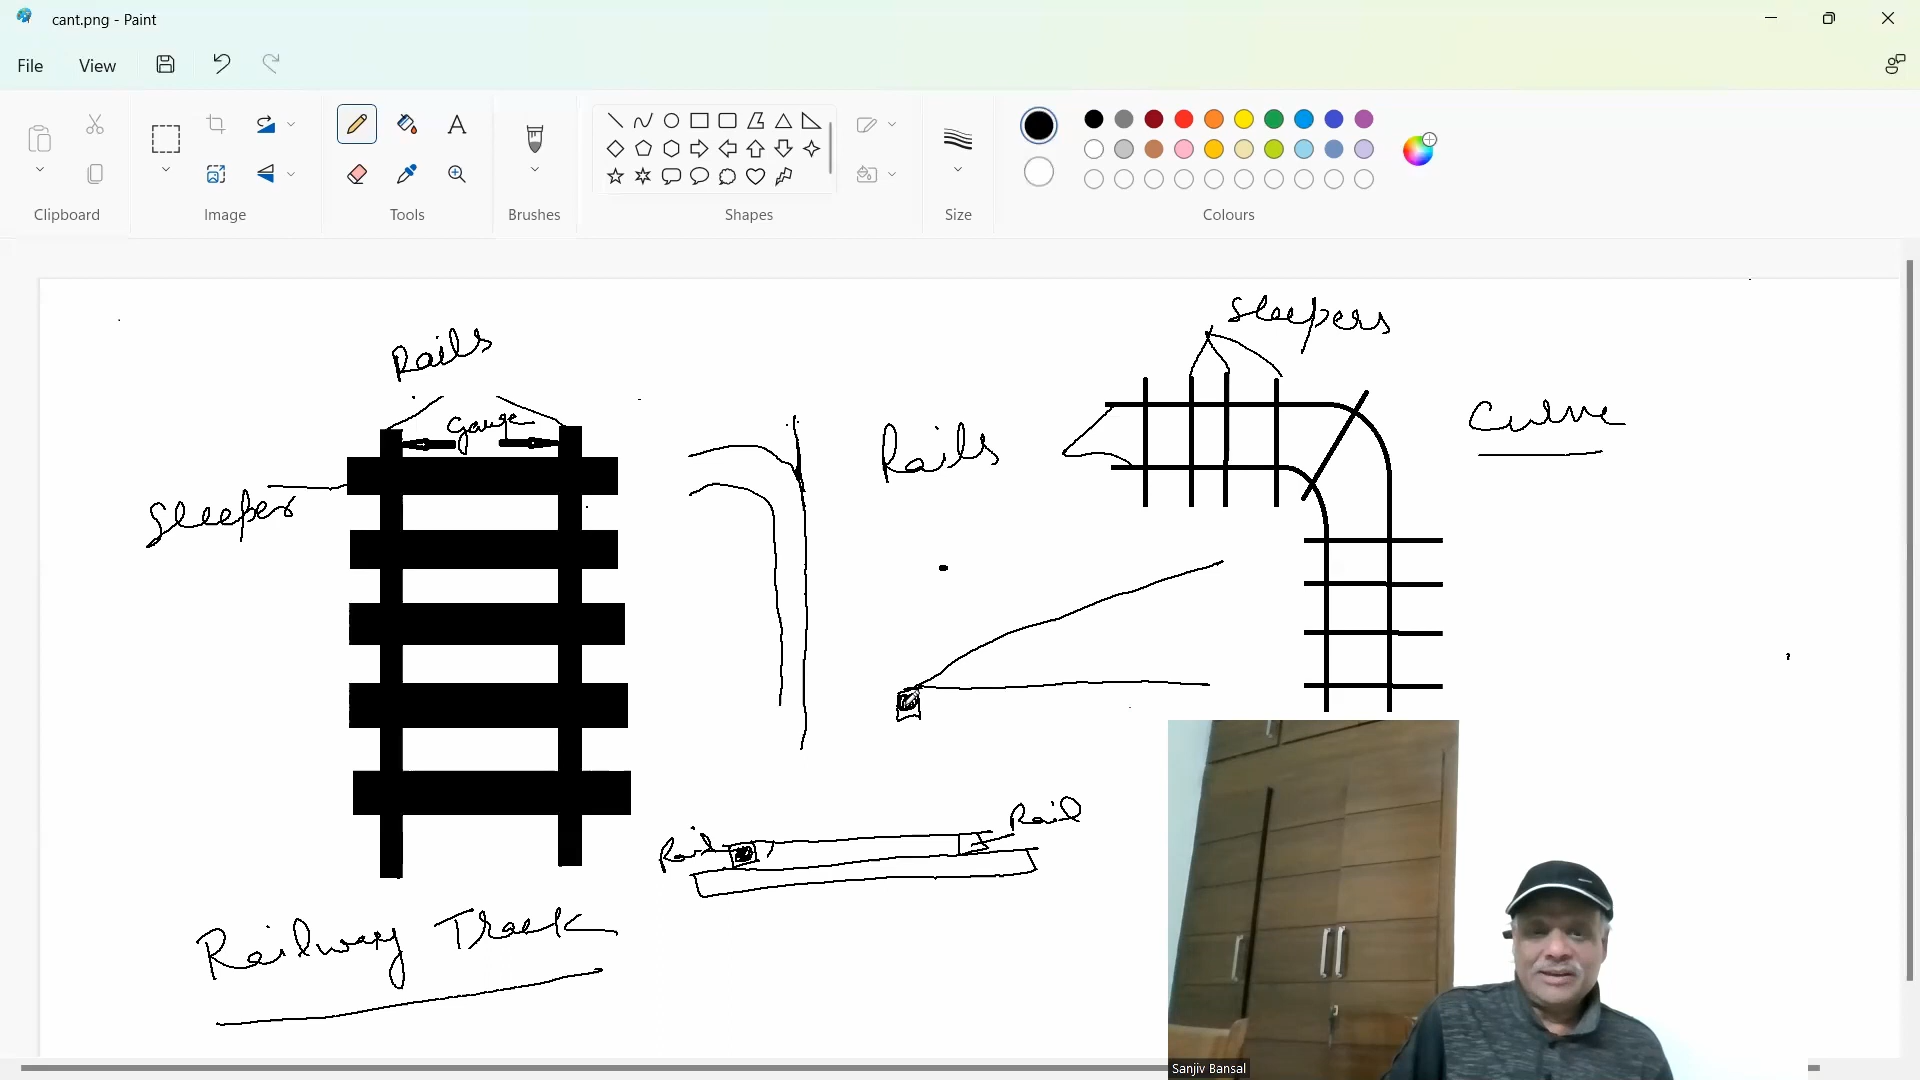 cant.png - Paint
File View
Clipboard
Image
Tools
Brushes
Shapes
Size
Colours
Sleepers
Rails
Gauge
Curve
Rails
Sleeper
Rail
Rail
Railway Track
Sanjiv Bansal